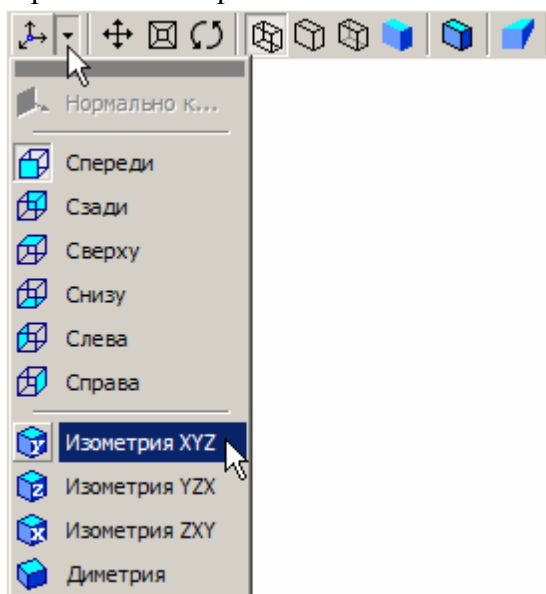 Нормально к...
Спереди
Сзади
Сверху
Снизу
Слева
Справа
Изометрия XYZ
Изометрия YZX
Изометрия ZXY
Диметрия